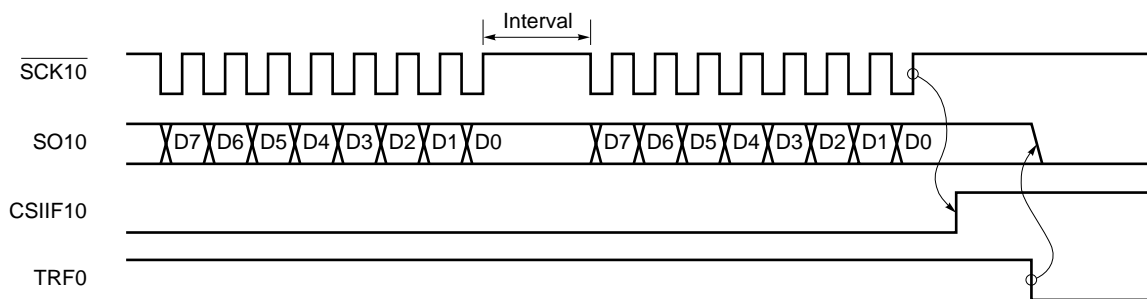 Interval
SCK10
SO10 D7 D6 D5 D4 D3 D2 D1 D0 D7 D6 D5 D4 D3 D2 D1 D0
CSIIF10
TRF0